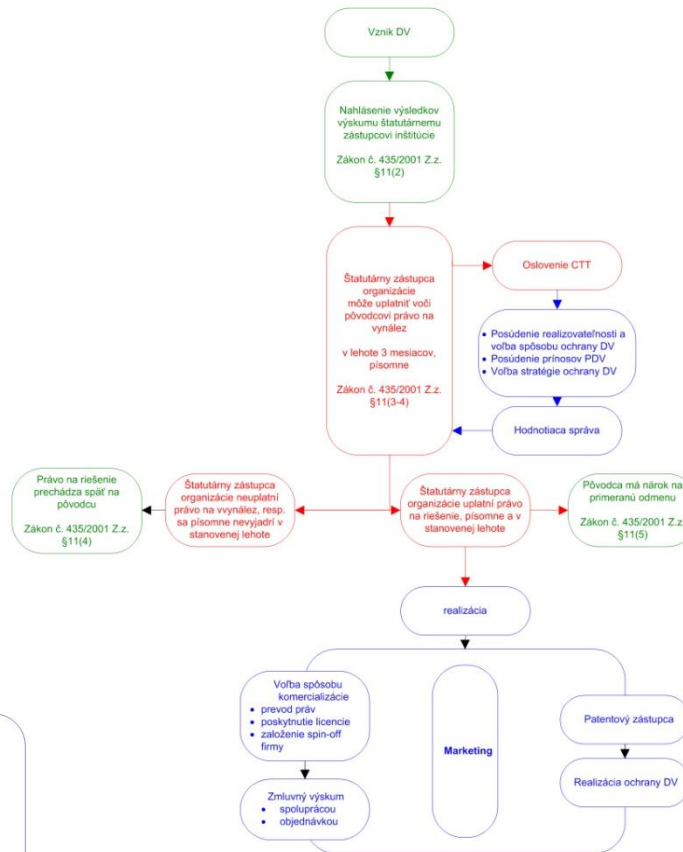 Vznik DV
Nahlásenie výsledkov
výskumu štatutárnemu
zástupcovi inštitúcie
Zákon č. 435/2001 Z.z.
§11(2)
Štatutárny zástupca
organizácie
môže uplatniť voči
pôvodcovi právo na
vynález
v lehote 3 mesiacov,
písomne
Zákon č. 435/2001 Z.z.
§11(3-4)
Oslovenie CTT
• Posúdenie realizovateľnosti a
voľba spôsobu ochrany DV
• Posúdenie prínosov PDV
• Voľba stratégie ochrany DV
Hodnotiaca správa
Právo na riešenie
prechádza späť na
pôvodcu
Zákon č. 435/2001 Z.z.
§11(4)
Štatutárny zástupca
organizácie neuplatní
právo na vvynález, resp.
sa písomne nevyjadrí v
stanovenej lehote
Štatutárny zástupca
organizácie uplatní právo
na riešenie, písomne a v
stanovenej lehote
Pôvodca má nárok na
primeranú odmenu
Zákon č. 435/2001 Z.z.
§11(5)
realizácia
Voľba spôsobu
komercializácie
• prevod práv
• poskytnutie licencie
• založenie spin-off
firmy
Marketing
Patentový zástupca
Zmluvný výskum
• spoluprácou
• objednávkou
Realizácia ochrany DV